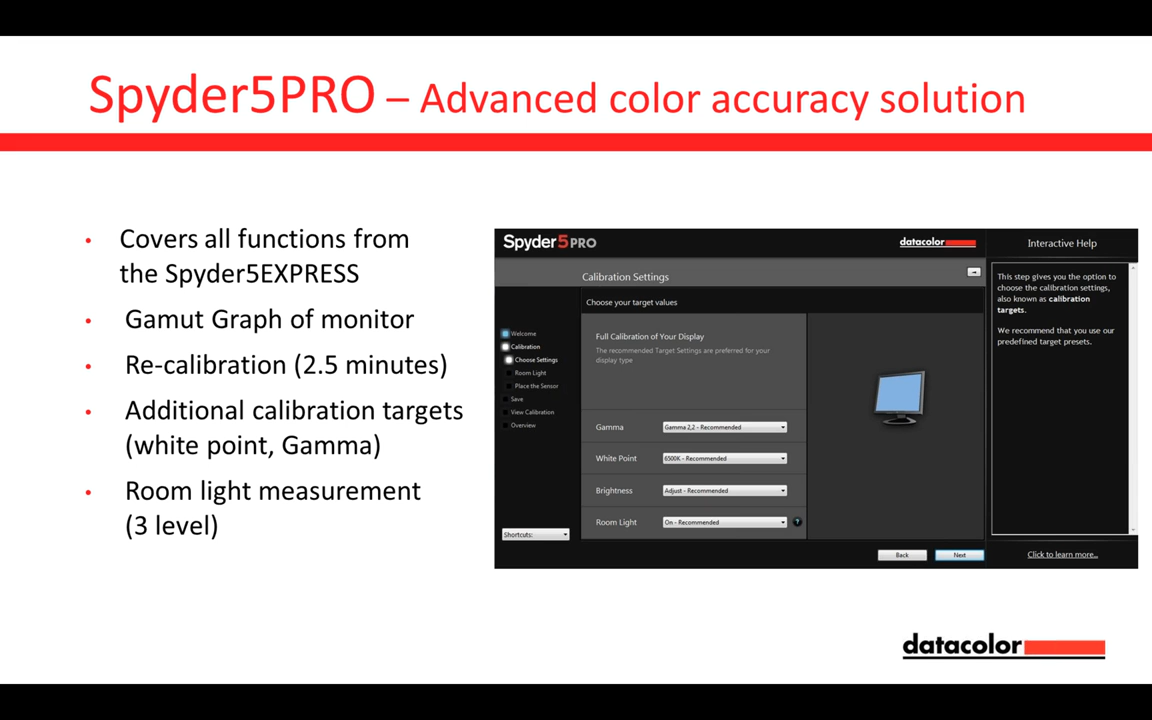 Spyder5PRO – Advanced color accuracy solution
• Covers all functions from
the Spyder5EXPRESS
• Gamut Graph of monitor
• Re-calibration (2.5 minutes)
• Additional calibration targets
(white point, Gamma)
• Room light measurement
(3 level)
Spyder5PRO
datacolor
Calibration Settings
Choose your target values
Welcome
Calibration
Choose Settings
Room Light
Place the Sensor
Save
View Calibration
Overview
Shortcuts:
Full Calibration of Your Display
The recommended Target Settings are preferred for your
display type
Gamma
Gamma 2,2 - Recommended
White Point
6500K - Recommended
Brightness
Adjust - Recommended
Room Light
On - Recommended
?
Back
Next
Interactive Help
This step gives you the option to
choose the calibration settings,
also known as calibration
targets.
We recommend that you use our
predefined target presets.
Click to learn more...
datacolor